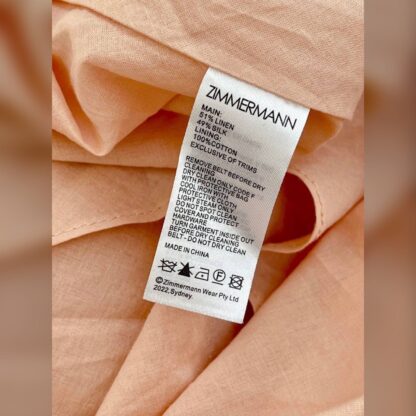 ZIMMERMANN
MAIN:
51% LINEN
49% SILK
LINING:
100%COTTON
EXCLUSIVE OF TRIMS
REMOVE BELT BEFORE DRY
CLEANING
DRY CLEAN ONLY CODE F
WITH PROTECTIVE BAG
COOL IRON WITH
PROTECTIVE CLOTH
LIGHT STEAM ONLY
DO NOT SPOT CLEAN
COVER AND PROTECT
HARDWARE
TURN GARMENT INSIDE OUT
BEFORE DRY CLEANING
BELT - DO NOT DRY CLEAN
MADE IN CHINA
F
©Zimmermann Wear Pty Ltd
2022,Sydney.